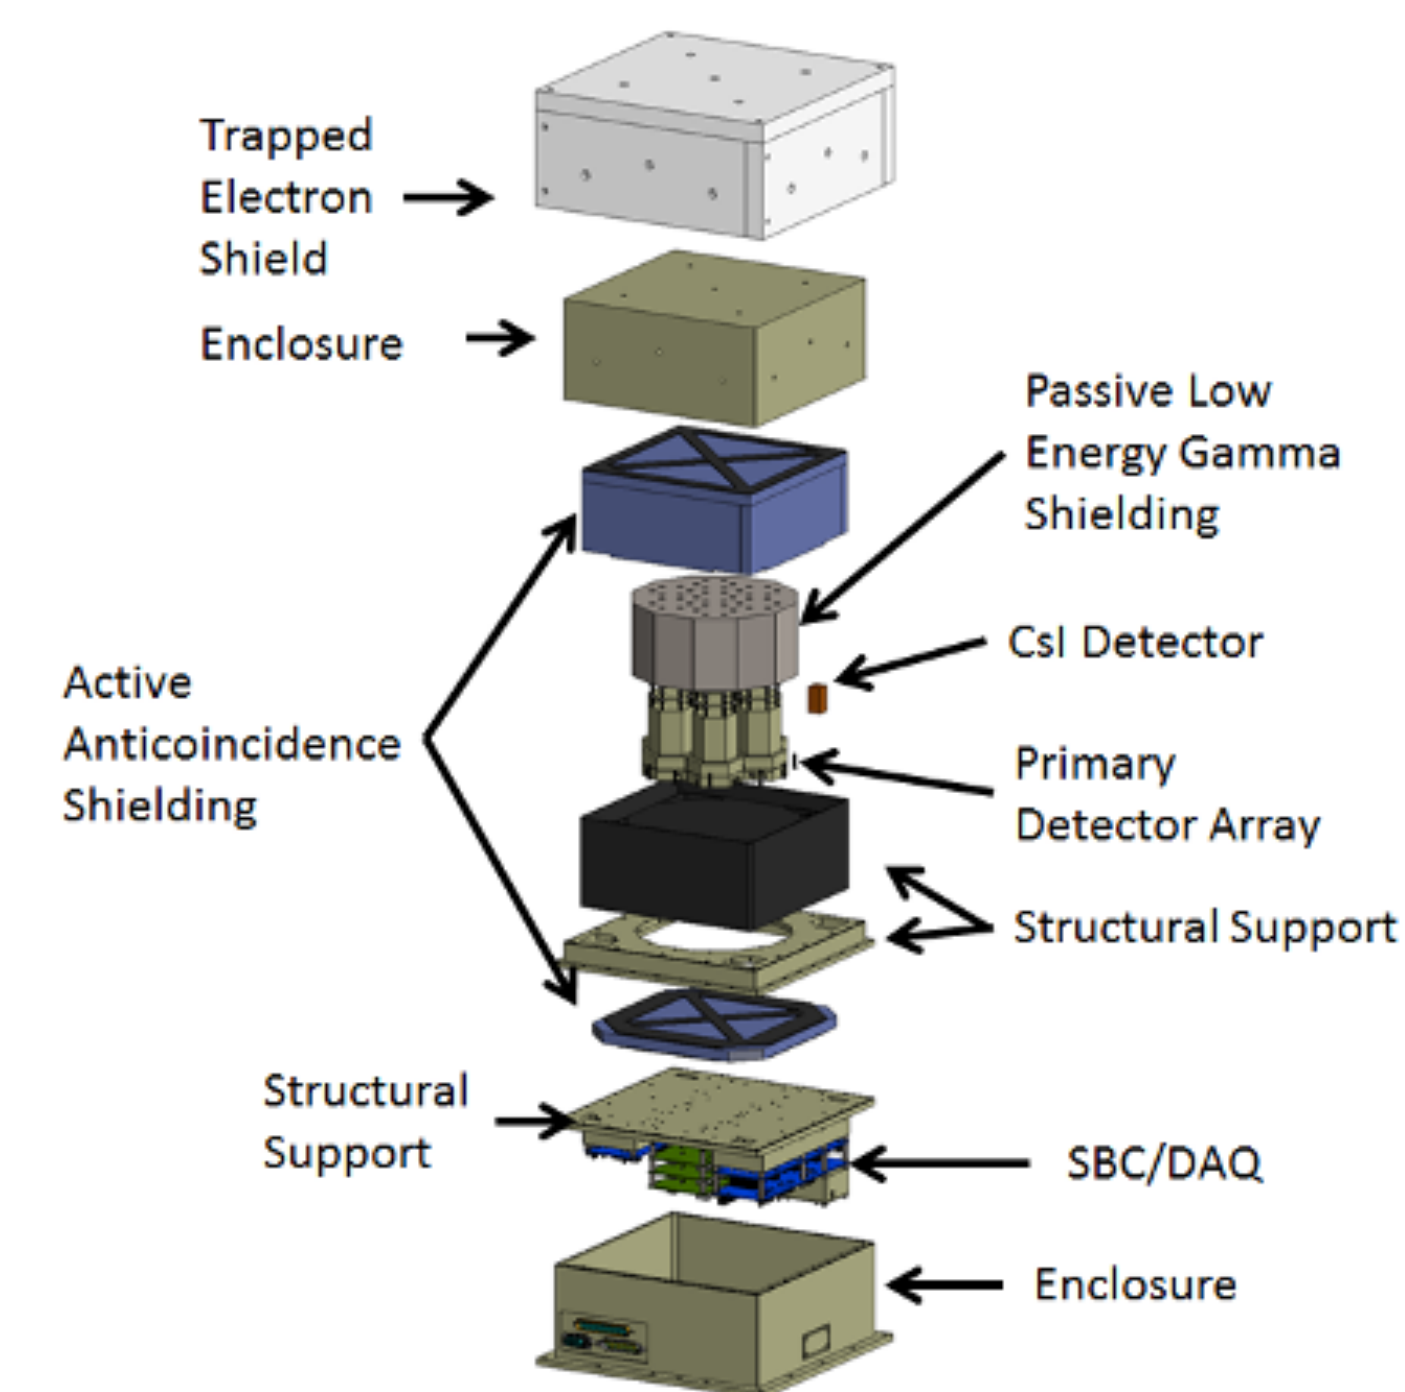 Trapped
Electron
Shield
Enclosure
Passive Low
Energy Gamma
Shielding
CsI Detector
Active
Anticoincidence
Shielding
Primary
Detector Array
Structural Support
Structural
Support
SBC/DAQ
Enclosure